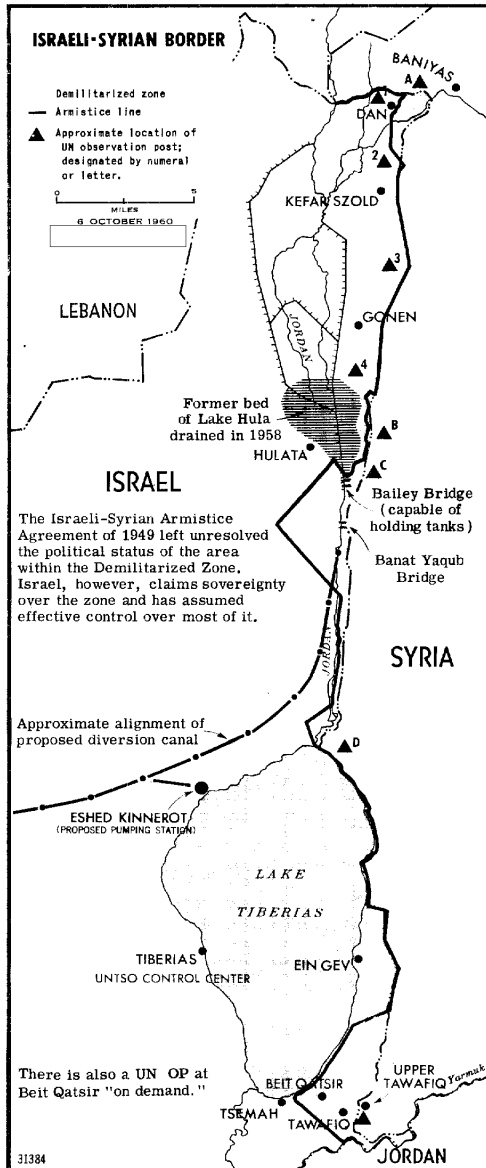 ISRAELI-SYRIAN BORDER
Demilitarized zone
Armistice line
Approximate location of
UN observation post;
designated by numeral
or letter.
0 5
MILES
6 OCTOBER 1960
BANIYAS
A
1
DAN
2
KEFAR SZOLD
3
LEBANON
GONEN
JORDAN
4
Former bed
of Lake Hula
drained in 1958
B
HULATA
C
ISRAEL
Bailey Bridge
(capable of
holding tanks)
The Israeli-Syrian Armistice
Agreement of 1949 left unresolved
the political status of the area
within the Demilitarized Zone.
Israel, however, claims sovereignty
over the zone and has assumed
effective control over most of it.
Banat Yaqub
Bridge
JORDAN
SYRIA
Approximate alignment of
proposed diversion canal
D
ESHED KINNEROT
(PROPOSED PUMPING STATION)
LAKE
TIBERIAS
TIBERIAS
UNTSO CONTROL CENTER
EIN GEV
There is also a UN OP at
Beit Qatsir "on demand."
BEIT QATSIR
UPPER
TAWAFIQ
Yarmuk
TSEMAH
TAWAFIQ
JORDAN
31384